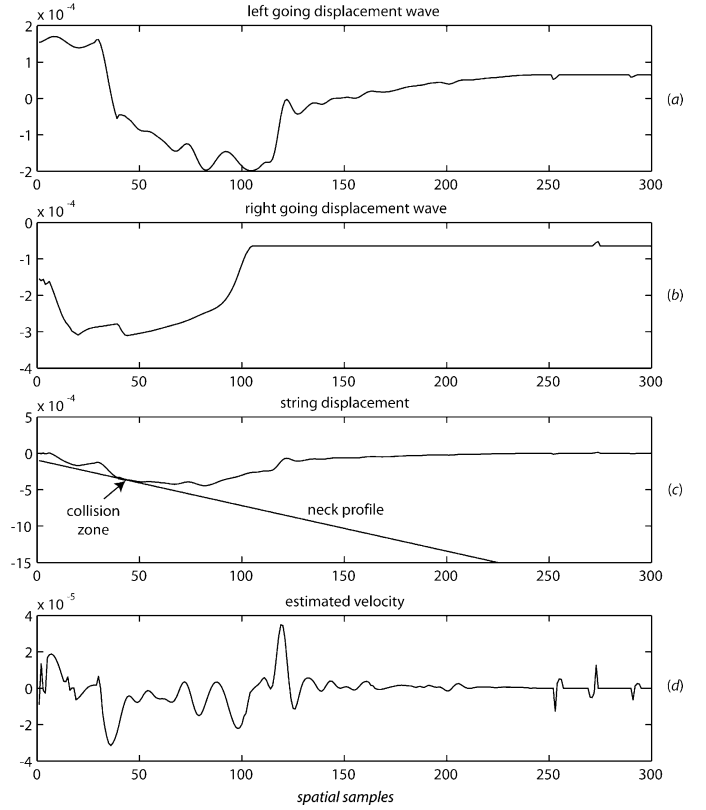 left going displacement wave
x 10⁻⁴
2
1
0
-1
-2
0 50 100 150 200 250 300
(a)
right going displacement wave
x 10⁻⁴
0
-1
-2
-3
-4
0 50 100 150 200 250 300
(b)
string displacement
x 10⁻⁴
5
0
-5
-10
-15
collision
zone
neck profile
0 50 100 150 200 250 300
(c)
estimated velocity
x 10⁻⁵
4
2
0
-2
-4
0 50 100 150 200 250 300
(d)
spatial samples